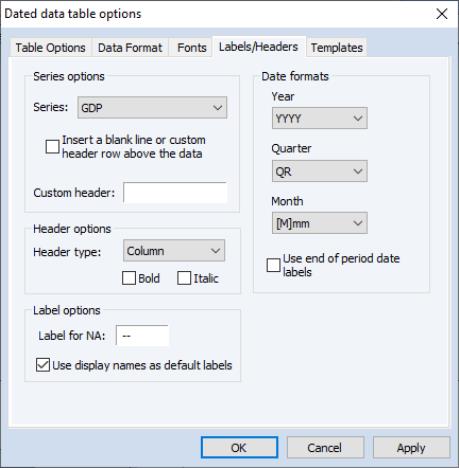 Dated data table options
Table Options Data Format Fonts Labels/Headers Templates
Series options
Series: GDP
Insert a blank line or custom
header row above the data
Custom header:
Header options
Header type: Column
Bold Italic
Label options
Label for NA: --
Use display names as default labels
Date formats
Year
YYYY
Quarter
QR
Month
[M]mm
Use end of period date
labels
OK Cancel Apply